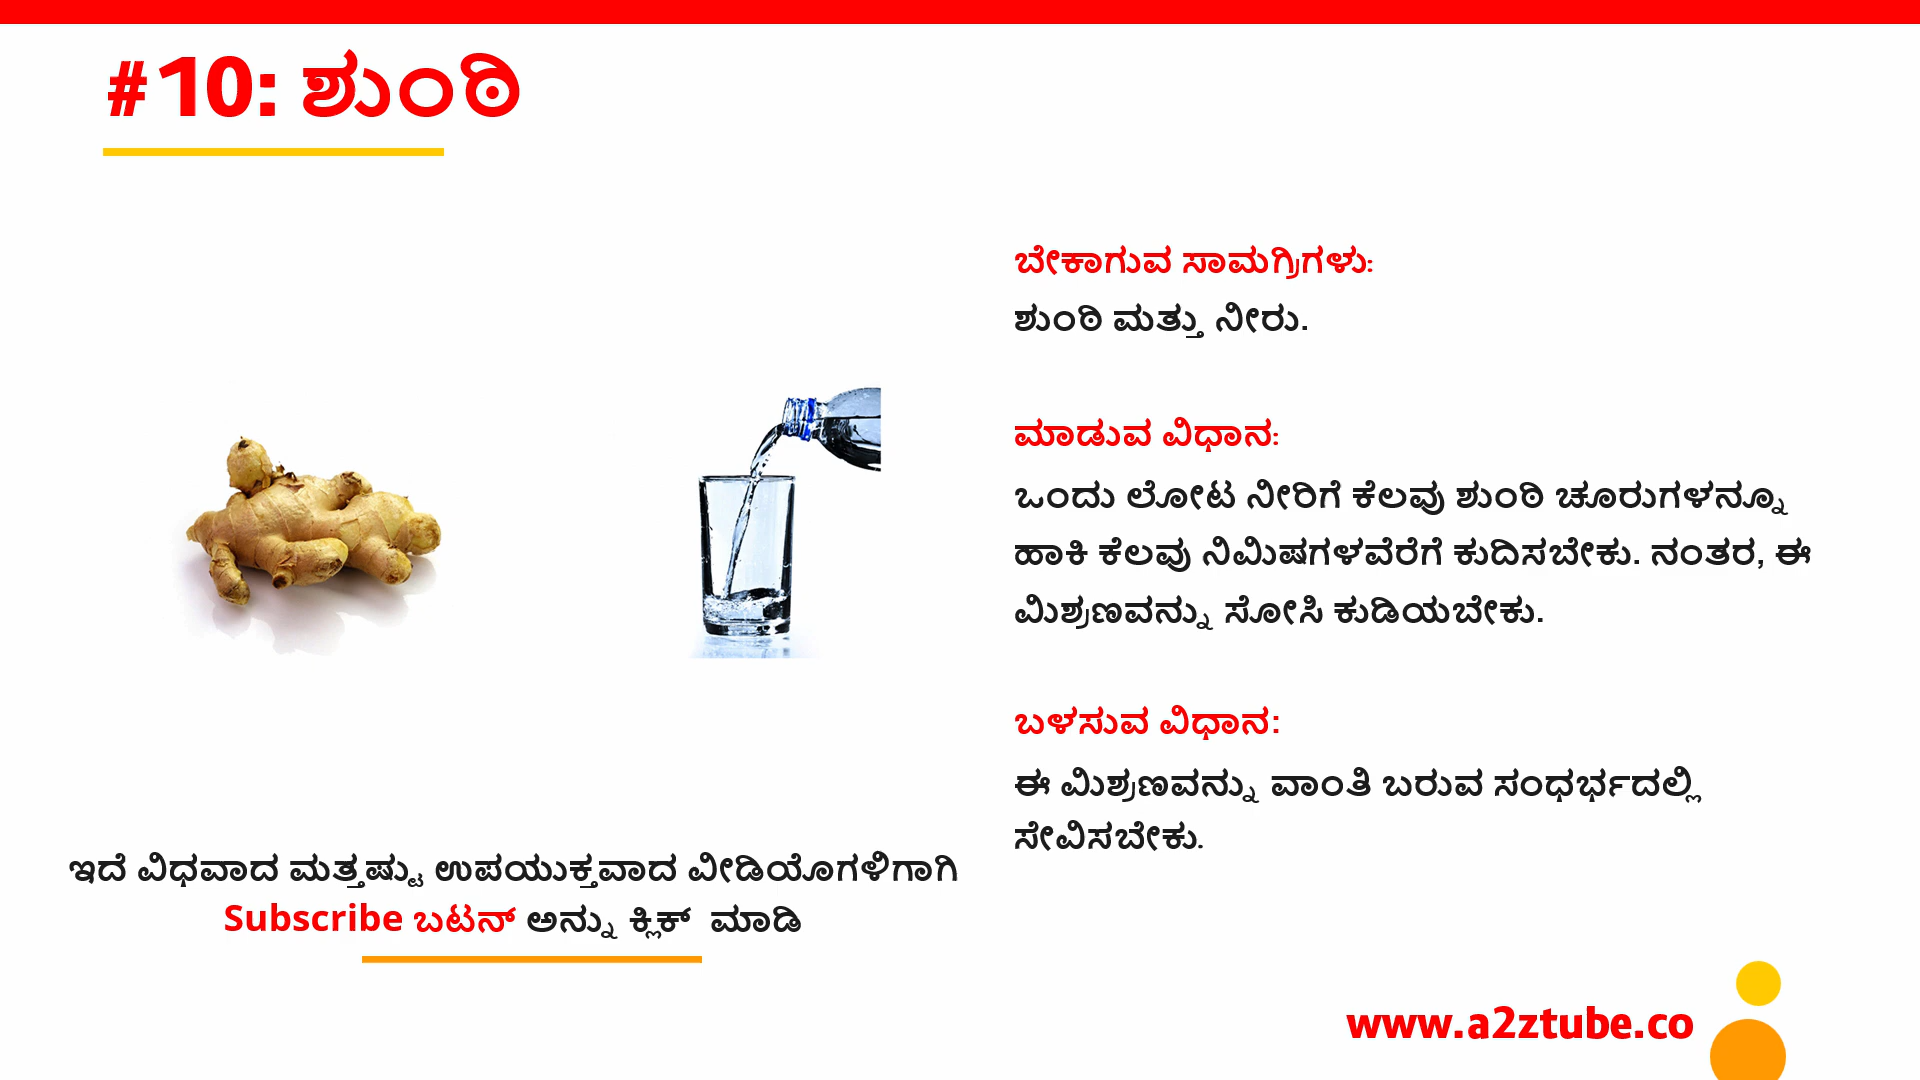 #10: ಶುಂಠಿ
ಬೇಕಾಗುವ ಸಾಮಗ್ರಿಗಳು:
ಶುಂಠಿ ಮತ್ತು ನೀರು.
ಮಾಡುವ ವಿಧಾನ:
ಒಂದು ಲೋಟ ನೀರಿಗೆ ಕೆಲವು ಶುಂಠಿ ಚೂರುಗಳನ್ನೂ
ಹಾಕಿ ಕೆಲವು ನಿಮಿಷಗಳವೆರೆಗೆ ಕುದಿಸಬೇಕು. ನಂತರ, ಈ
ಮಿಶ್ರಣವನ್ನು ಸೋಸಿ ಕುಡಿಯಬೇಕು.
ಬಳಸುವ ವಿಧಾನ:
ಈ ಮಿಶ್ರಣವನ್ನು ವಾಂತಿ ಬರುವ ಸಂಧರ್ಭದಲ್ಲಿ
ಸೇವಿಸಬೇಕು.
ಇದೆ ವಿಧವಾದ ಮತ್ತಷ್ಟು ಉಪಯುಕ್ತವಾದ ವೀಡಿಯೊಗಳಿಗಾಗಿ
Subscribe ಬಟನ್ ಅನ್ನು ಕ್ಲಿಕ್ ಮಾಡಿ
www.a2ztube.co